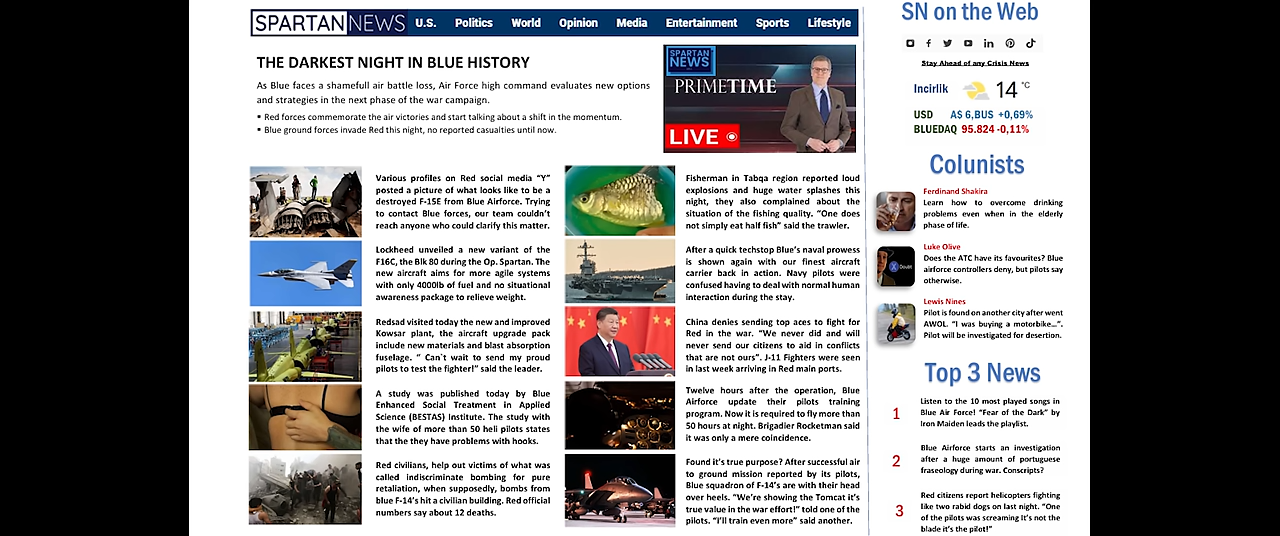 SPARTANNEWS U.S. Politics World Opinion Media Entertainment Sports Lifestyle
THE DARKEST NIGHT IN BLUE HISTORY
As Blue faces a shamefull air battle loss, Air Force high command evaluates new options
and strategies in the next phase of the war campaign.
▪ Red forces commemorate the air victories and start talking about a shift in the momentum.
▪ Blue ground forces invade Red this night, no reported casualties until now.
SPARTAN
NEWS
PRIMETIME
LIVE
Various profiles on Red social media “Y”
posted a picture of what looks like to be a
destroyed F-15E from Blue Airforce. Trying
to contact Blue forces, our team couldn’t
reach anyone who could clarify this matter.
Lockheed unveiled a new variant of the
F16C, the Blk 80 during the Op. Spartan. The
new aircraft aims for more agile systems
with only 4000lb of fuel and no situational
awareness package to relieve weight.
Redsad visited today the new and improved
Kowsar plant, the aircraft upgrade pack
include new materials and blast absorption
fuselage. “ Can`t wait to send my proud
pilots to test the fighter!” said the leader.
A study was published today by Blue
Enhanced Social Treatment in Applied
Science (BESTAS) Institute. The study with
the wife of more than 50 heli pilots states
that the they have problems with hooks.
Red civilians, help out victims of what was
called indiscriminate bombing for pure
retaliation, when supposedly, bombs from
blue F-14’s hit a civilian building. Red official
numbers say about 12 deaths.
Fisherman in Tabqa region reported loud
explosions and huge water splashes this
night, they also complained about the
situation of the fishing quality. “One does
not simply eat half fish” said the trawler.
After a quick techstop Blue’s naval prowess
is shown again with our finest aircraft
carrier back in action. Navy pilots were
confused having to deal with normal human
interaction during the stay.
China denies sending top aces to fight for
Red in the war. “We never did and will
never send our citizens to aid in conflicts
that are not ours”. J-11 Fighters were seen
in last week arriving in Red main ports.
Twelve hours after the operation, Blue
Airforce update their pilots training
program. Now it is required to fly more than
50 hours at night. Brigadier Rocketman said
it was only a mere coincidence.
Found it’s true purpose? After successful air
to ground mission reported by its pilots,
Blue squadron of F-14’s are with their head
over heels. “We’re showing the Tomcat it’s
true value in the war effort!” told one of the
pilots. “I’ll train even more” said another.
SN on the Web
Stay Ahead of any Crisis News
Incirlik 14 °C
USD A$ 6,BUS +0,69%
BLUEDAQ 95.824 -0,11%
Colunists
Ferdinand Shakira
Learn how to overcome drinking
problems even when in the elderly
phase of life.
Luke Olive
Does the ATC have its favourites? Blue
airforce controllers deny, but pilots say
otherwise.
X Doubt
Lewis Nines
Pilot is found on another city after went
AWOL. “I was buying a motorbike...”.
Pilot will be investigated for desertion.
Top 3 News
1
Listen to the 10 most played songs in
Blue Air Force! “Fear of the Dark” by
Iron Maiden leads the playlist.
2
Blue Airforce starts an investigation
after a huge amount of portuguese
fraseology during war. Conscripts?
3
Red citizens report helicopters fighting
like two rabid dogs on last night. “One
of the pilots was screaming It’s not the
blade it’s the pilot!”